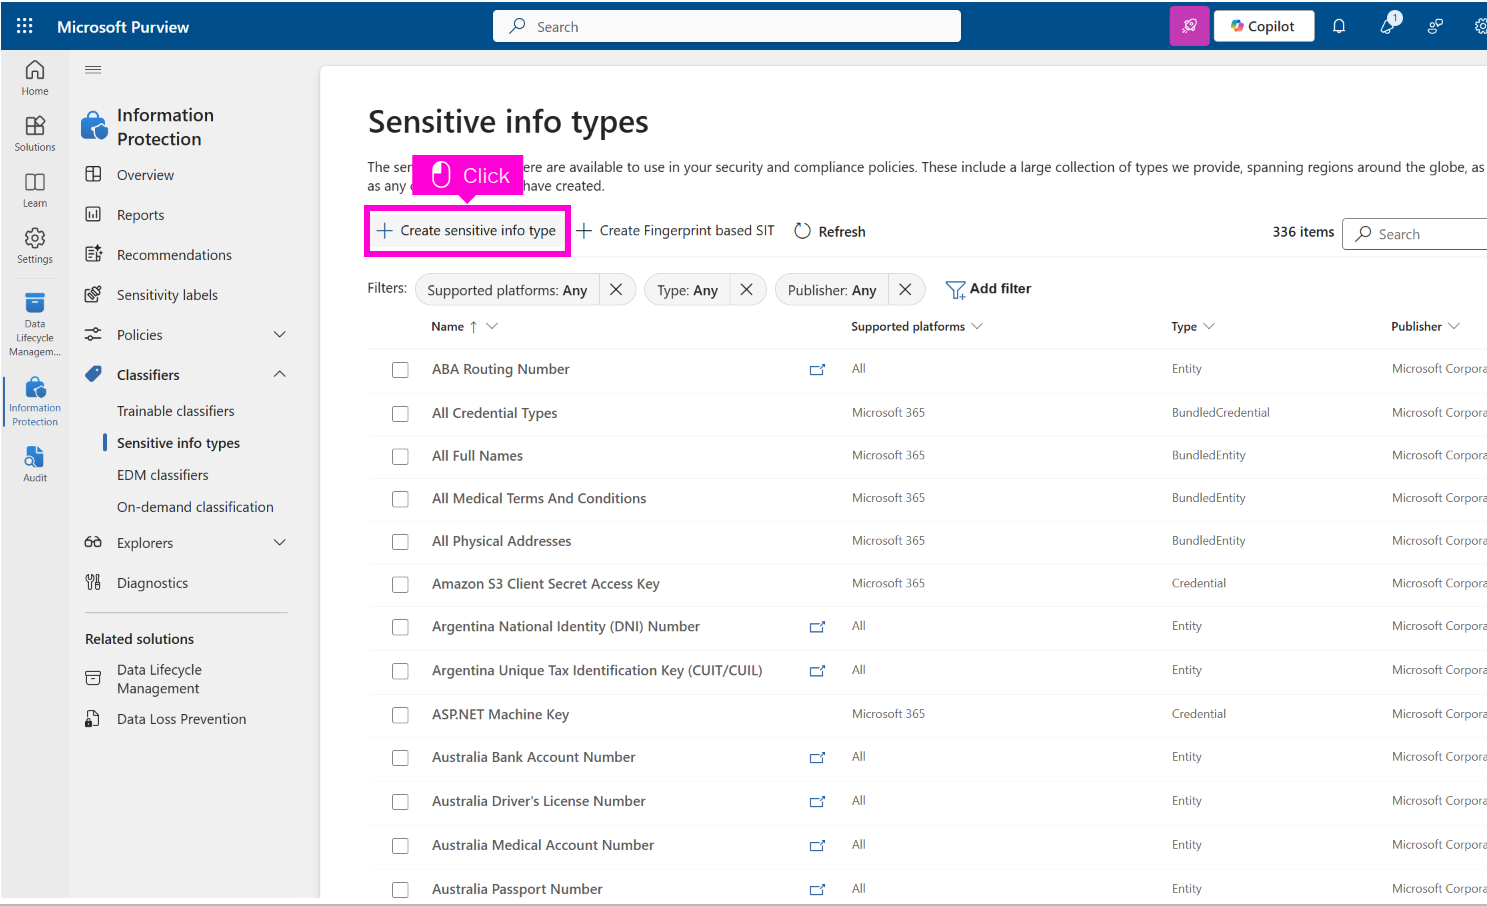 Microsoft Purview
Search
Copilot
1
Home
Solutions
Learn
Settings
Data
Lifecycle
Managem...
Information
Protection
Audit
Information
Protection
Overview
Reports
Recommendations
Sensitivity labels
Policies
Classifiers
Trainable classifiers
Sensitive info types
EDM classifiers
On-demand classification
Explorers
Diagnostics
Related solutions
Data Lifecycle
Management
Data Loss Prevention
Sensitive info types
The sen ere are available to use in your security and compliance policies. These include a large collection of types we provide, spanning regions around the globe, as
as any have created.
Click
Create sensitive info type
Create Fingerprint based SIT
Refresh
336 items
Search
Filters:
Supported platforms: Any
Type: Any
Publisher: Any
Add filter
Name Supported platforms Type Publisher
ABA Routing Number All Entity Microsoft Corpora
All Credential Types Microsoft 365 BundledCredential Microsoft Corpora
All Full Names Microsoft 365 BundledEntity Microsoft Corpora
All Medical Terms And Conditions Microsoft 365 BundledEntity Microsoft Corpora
All Physical Addresses Microsoft 365 BundledEntity Microsoft Corpora
Amazon S3 Client Secret Access Key Microsoft 365 Credential Microsoft Corpora
Argentina National Identity (DNI) Number All Entity Microsoft Corpora
Argentina Unique Tax Identification Key (CUIT/CUIL) All Entity Microsoft Corpora
ASP.NET Machine Key Microsoft 365 Credential Microsoft Corpora
Australia Bank Account Number All Entity Microsoft Corpora
Australia Driver's License Number All Entity Microsoft Corpora
Australia Medical Account Number All Entity Microsoft Corpora
Australia Passport Number All Entity Microsoft Corpora